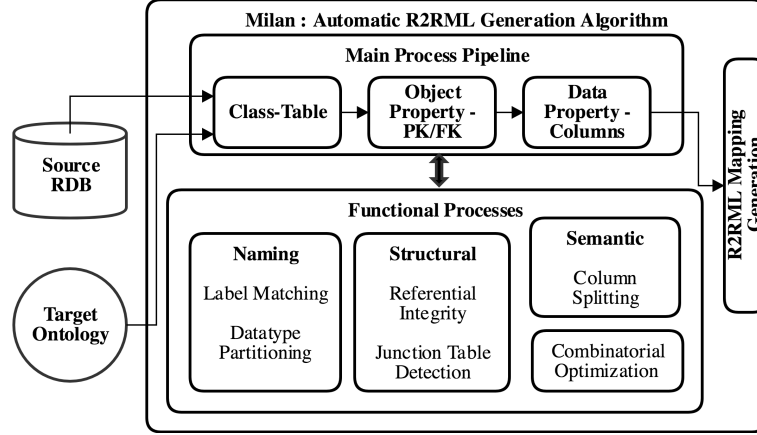 Milan : Automatic R2RML Generation Algorithm
Main Process Pipeline
Class-Table
Object
Property -
PK/FK
Data
Property -
Columns
Source
RDB
Target
Ontology
Functional Processes
Naming
Label Matching
Datatype
Partitioning
Structural
Referential
Integrity
Junction Table
Detection
Semantic
Column
Splitting
Combinatorial
Optimization
R2RML Mapping
Generation